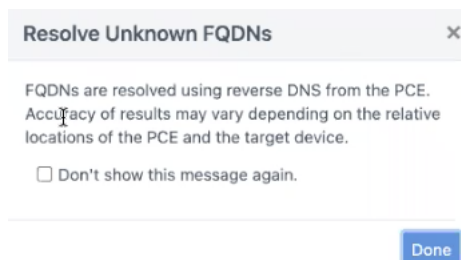 Resolve Unknown FQDNs
FQDNs are resolved using reverse DNS from the PCE.
Accuracy of results may vary depending on the relative
locations of the PCE and the target device.
Don't show this message again.
Done